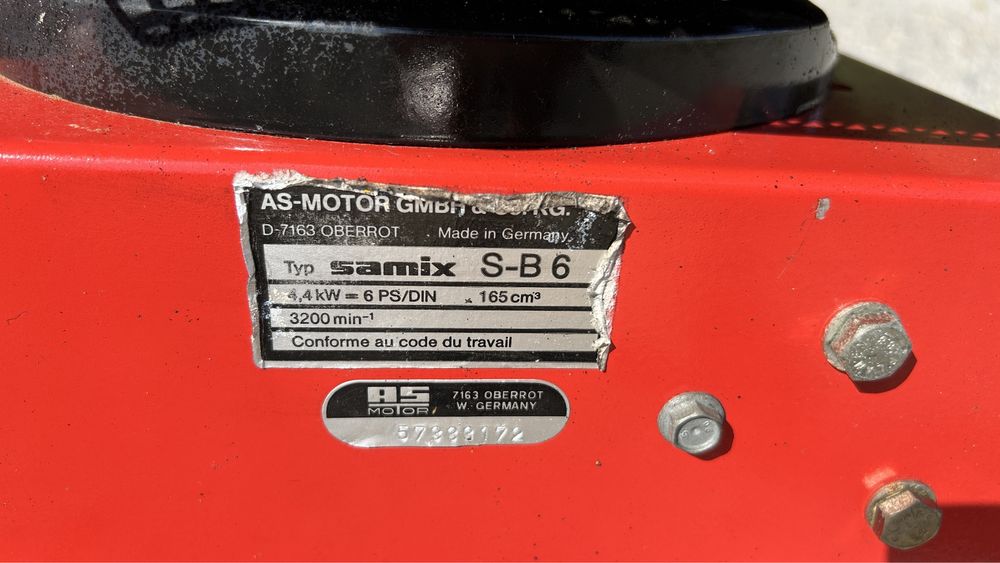 AS-MOTOR GMBH & CO. KG.
D-7163 OBERROT Made in Germany
Typ samix S-B 6
4,4 kW = 6 PS/DIN 165 cm³
3200 min⁻¹
Conforme au code du travail
AS 7163 OBERROT
MOTOR W. GERMANY